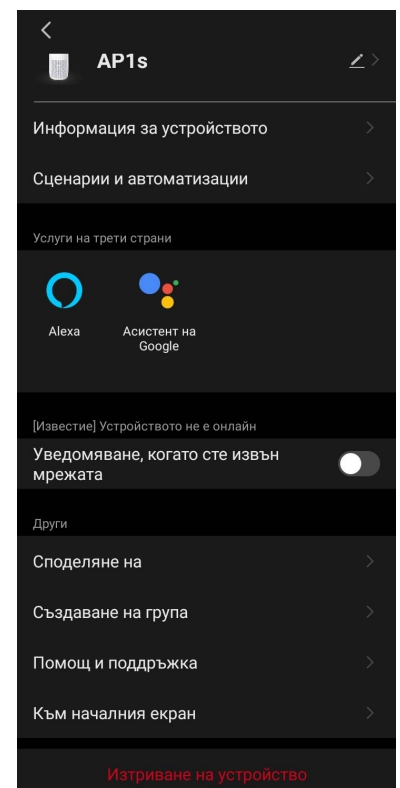 AP1s
Информация за устройството
Сценарии и автоматизации
Услуги на трети страни
Alexa
Асистент на
Google
[Известие] Устройството не е онлайн
Уведомяване, когато сте извън
мрежата
Други
Споделяне на
Създаване на група
Помощ и поддръжка
Към началния екран
Изтриване на устройство